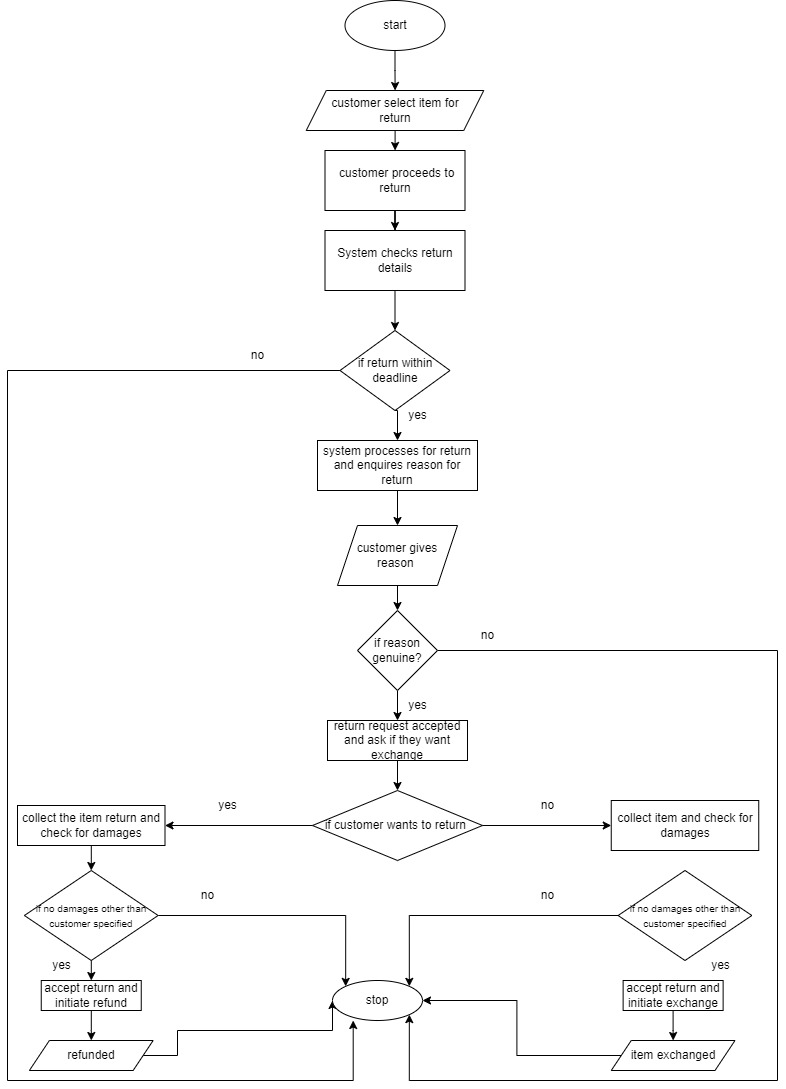 start
customer select item for
return
customer proceeds to
return
System checks return
details
no
if return within
deadline
yes
system processes for return
and enquires reason for
return
customer gives
reason
no
if reason
genuine?
yes
return request accepted
and ask if they want
exchange
yes
no
collect the item return and
check for damages
if customer wants to return
collect item and check for
damages
no
no
if no damages other than
customer specified
if no damages other than
customer specified
yes
yes
accept return and
initiate refund
stop
accept return and
initiate exchange
refunded
item exchanged